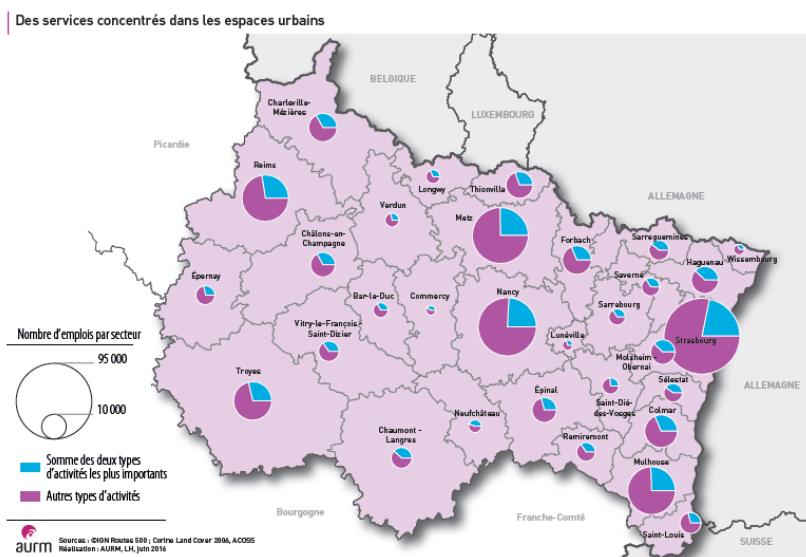 Des services concentrés dans les espaces urbains
BELGIQUE
LUXEMBOURG
Picardie
ALLEMAGNE
Charleville-
Mézières
Reims
Longwy
Thionville
Verdun
Metz
Châlons-en-
Champagne
Forbach
Sarreguemines
Wissembourg
Haguenau
Saverne
Épernay
Bar-le-Duc
Commercy
Nancy
Sarrebourg
Vitry-le-François-
Saint-Dizier
Lunéville
Strasbourg
Molsheim -
Obernai
ALLEMAGNE
Troyes
Chaumont -
Langres
Neufchâteau
Épinal
Saint-Dié-
des-Vosges
Sélestat
Colmar
Remiremont
Mulhouse
Saint-Louis
Bourgogne
Franche-Comté
SUISSE
Nombre d'emplois par secteur
95 000
10 000
Somme des deux types
d'activités les plus importants
Autres types d'activités
aurm
Sources : ©IGN Routes 500 ; Corine Land Cover 2006, ACOSS
Réalisation : AURM, LH, juin 2016